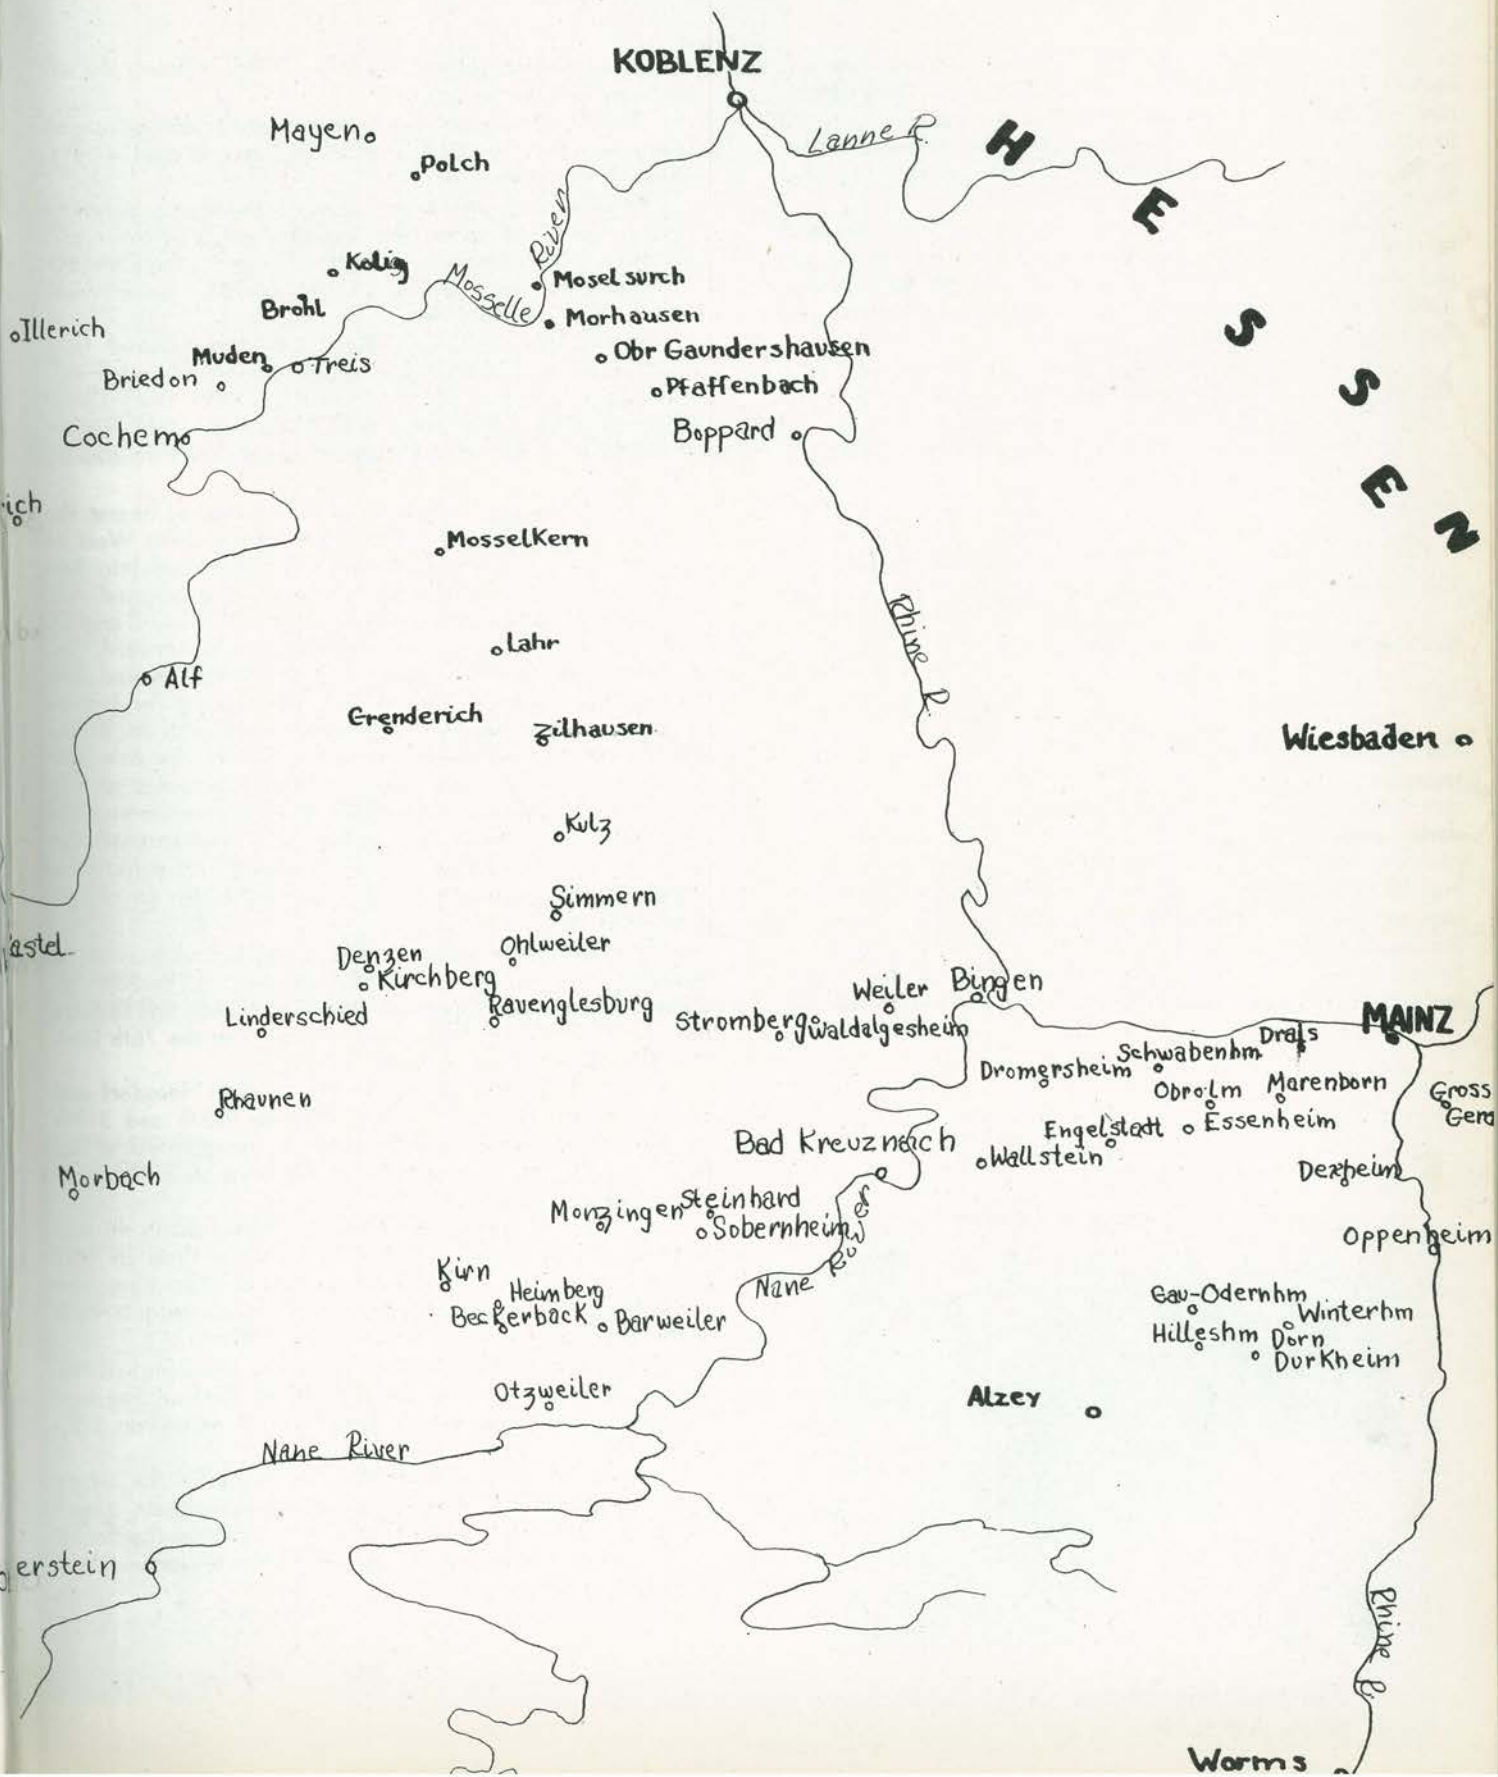 KOBLENZ
Mayen
Lanne R.
HESSEN
Polch
Mosselle River
Kolig
Mosel surch
Brohl
Morhausen
Illerich
Obr Gaundershausen
Muden
Treis
Briedon
Pfaffenbach
Cochem
Boppard
ich
MosselKern
Rhine R.
Lahr
Alf
Grenderich
Zilhausen
Wiesbaden
Kulz
Simmern
astel
Ohlweiler
Denzen
Kirchberg
Weiler
Bingen
Ravenglesburg
Linderschied
Stromberg
Waldalgesheim
MAINZ
Drais
Schwabenhm
Dromersheim
Obrolm
Marenborn
Gross
Gera
Rhaunen
Engelstadt
Essenheim
Bad Kreuznach
Wallstein
Dexheim
Morbach
Monzingen
Steinhard
Sobernheim
Oppenheim
Kirn
Nane River
Heimberg
Beckerback
Barweiler
Gau-Odernhm
Winterhm
Hilleshm
Dorn
Durkheim
Otzweiler
Alzey
Nane River
erstein
Rhine R.
Worms